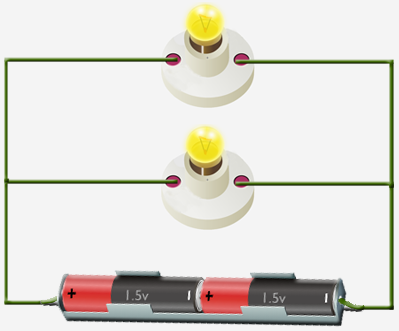 + 1.5v – + 1.5v –